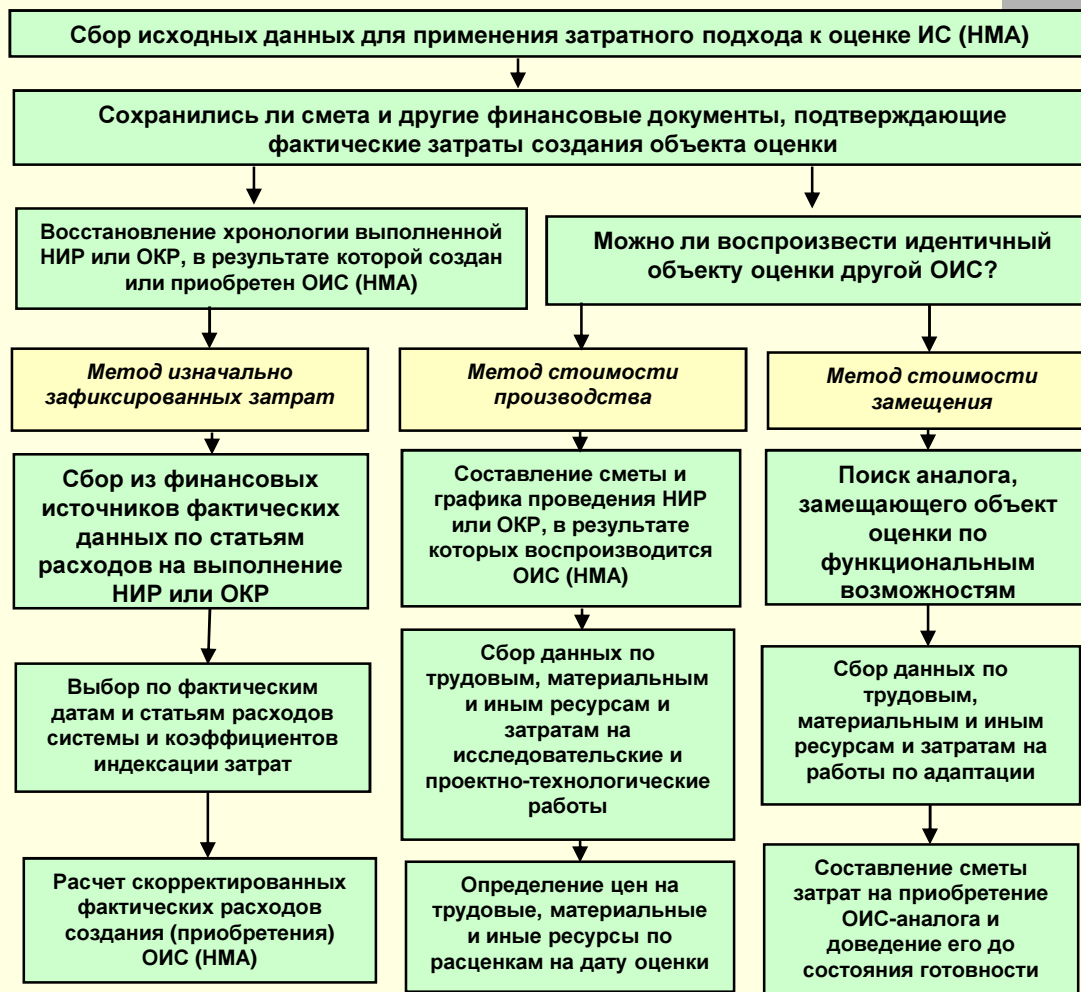 Сбор исходных данных для применения затратного подхода к оценке ИС (НМА)
Сохранились ли смета и другие финансовые документы, подтверждающие
фактические затраты создания объекта оценки
Восстановление хронологии выполненной
НИР или ОКР, в результате которой создан
или приобретен ОИС (НМА)
Можно ли воспроизвести идентичный
объекту оценки другой ОИС?
Метод изначально
зафиксированных затрат
Метод стоимости
производства
Метод стоимости
замещения
Сбор из финансовых
источников фактических
данных по статьям
расходов на выполнение
НИР или ОКР
Составление сметы и
графика проведения НИР
или ОКР, в результате
которых воспроизводится
ОИС (НМА)
Поиск аналога,
замещающего объект
оценки по
функциональным
возможностям
Выбор по фактическим
датам и статьям расходов
системы и коэффициентов
индексации затрат
Сбор данных по
трудовым, материальным
и иным ресурсам и
затратам на
исследовательские и
проектно-технологические
работы
Сбор данных по
трудовым,
материальным и иным
ресурсам и затратам на
работы по адаптации
Расчет скорректированных
фактических расходов
создания (приобретения)
ОИС (НМА)
Определение цен на
трудовые, материальные
и иные ресурсы по
расценкам на дату оценки
Составление сметы
затрат на приобретение
ОИС-аналога и
доведение его до
состояния готовности